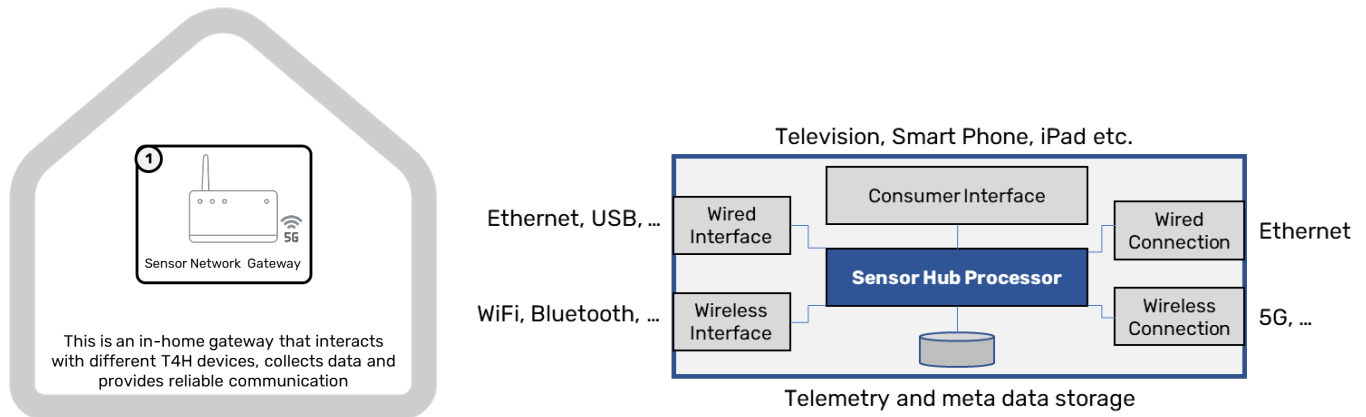 1
5G
Sensor Network Gateway
This is an in-home gateway that interacts
with different T4H devices, collects data and
provides reliable communication
Television, Smart Phone, iPad etc.
Consumer Interface
Ethernet, USB, ...
Wired
Interface
Wired
Connection
Ethernet
Sensor Hub Processor
WiFi, Bluetooth, ...
Wireless
Interface
Wireless
Connection
5G, ...
Telemetry and meta data storage